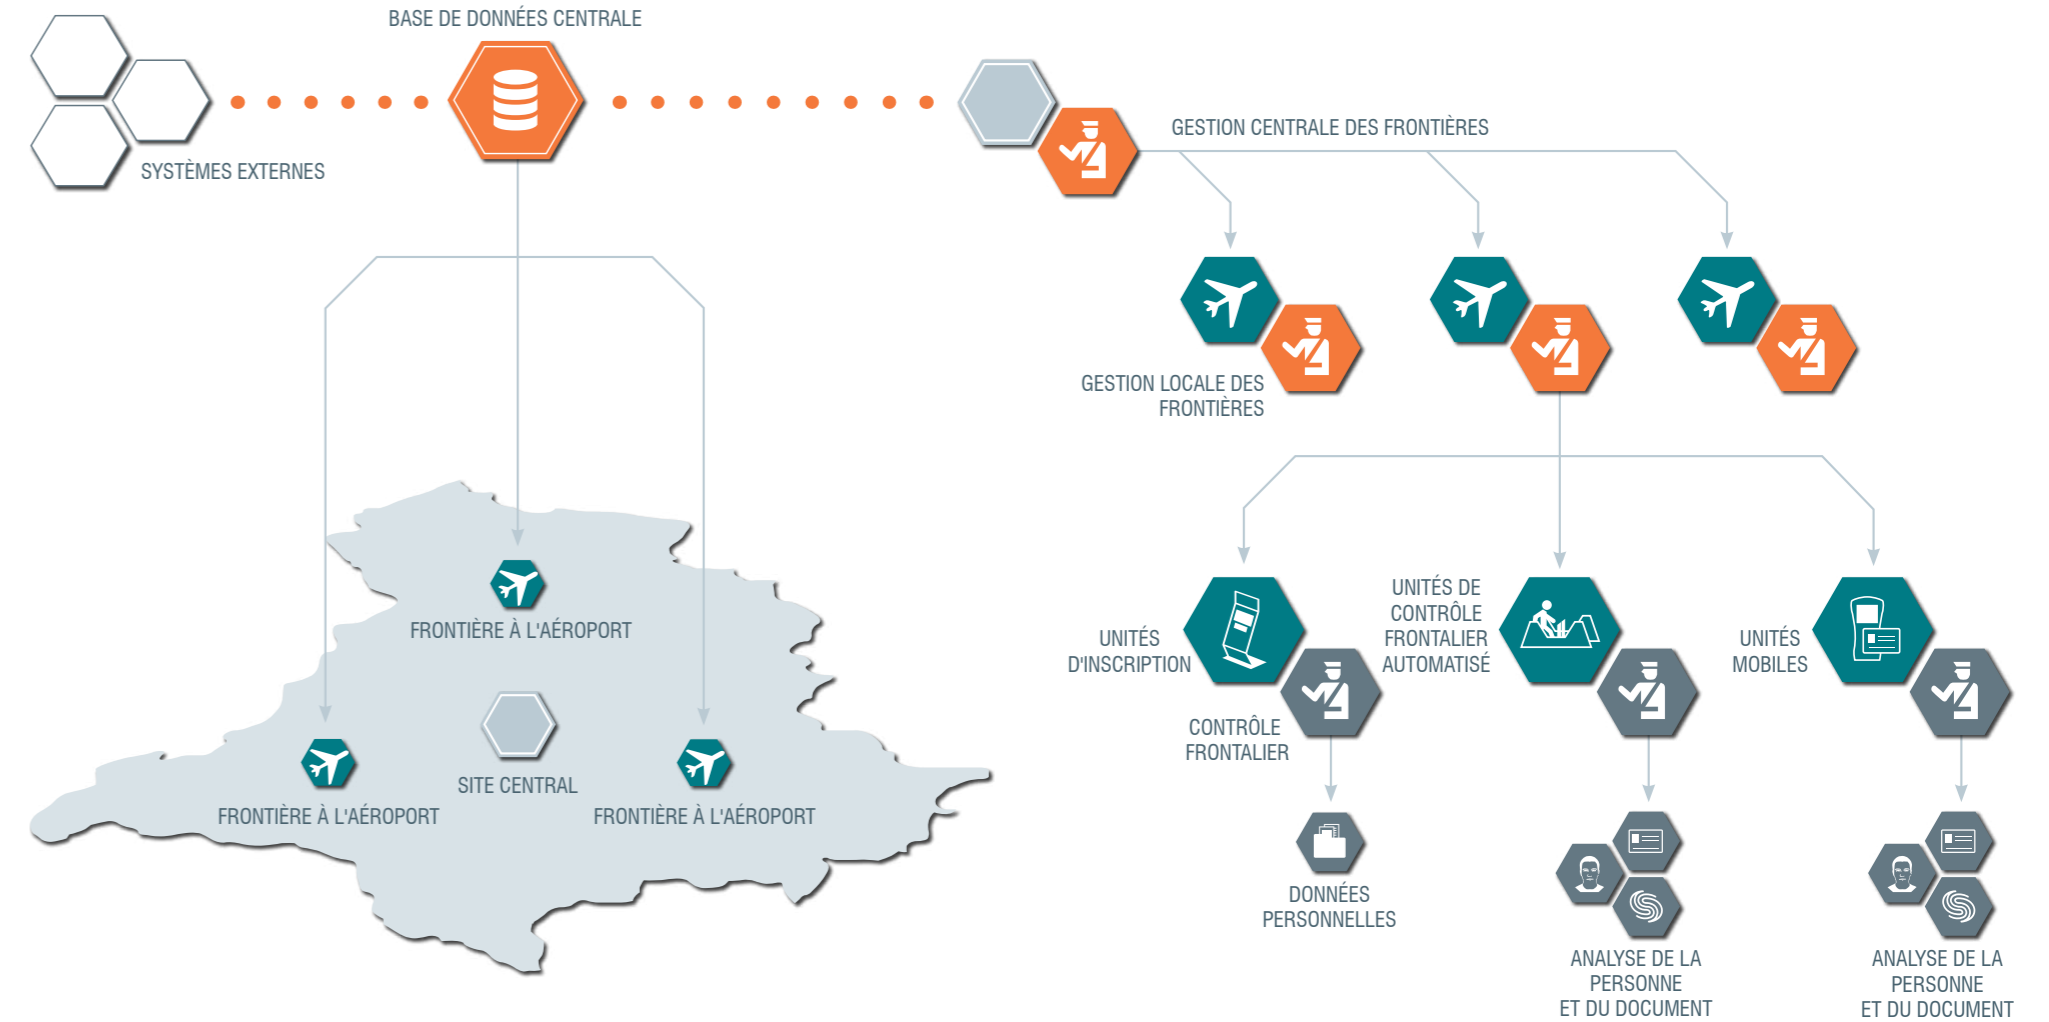 BASE DE DONNÉES CENTRALE
SYSTÈMES EXTERNES
GESTION CENTRALE DES FRONTIÈRES
GESTION LOCALE DES
FRONTIÈRES
FRONTIÈRE À L'AÉROPORT
SITE CENTRAL
FRONTIÈRE À L'AÉROPORT
FRONTIÈRE À L'AÉROPORT
UNITÉS
D'INSCRIPTION
UNITÉS DE
CONTRÔLE
FRONTALIER
AUTOMATISÉ
UNITÉS
MOBILES
CONTRÔLE
FRONTALIER
DONNÉES
PERSONNELLES
ANALYSE DE LA
PERSONNE
ET DU DOCUMENT
ANALYSE DE LA
PERSONNE
ET DU DOCUMENT